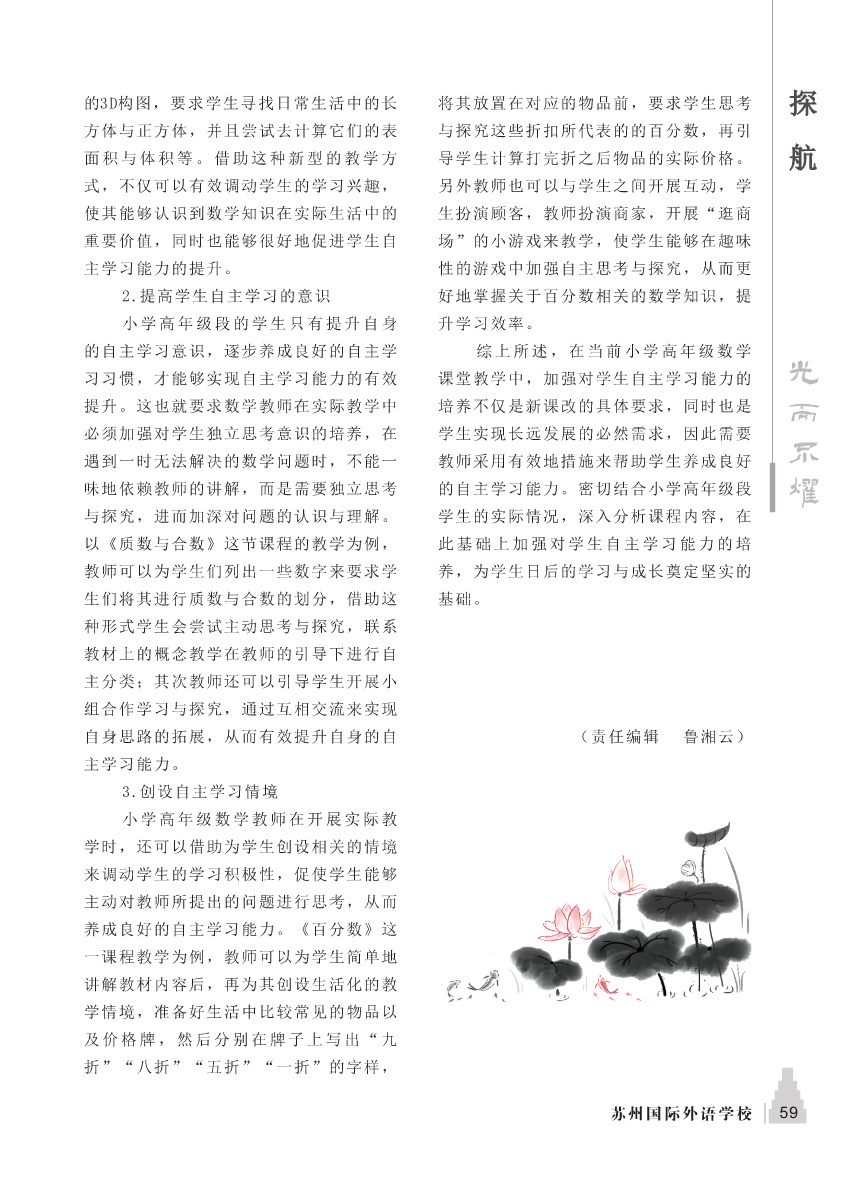 的3D构图，要求学生寻找日常生活中的长
方体与正方体，并且尝试去计算它们的表
面积与体积等。借助这种新型的教学方
式，不仅可以有效调动学生的学习兴趣，
使其能够认识到数学知识在实际生活中的
重要价值，同时也能够很好地促进学生自
主学习能力的提升。
2.提高学生自主学习的意识
小学高年级段的学生只有提升自身
的自主学习意识，逐步养成良好的自主学
习习惯，才能够实现自主学习能力的有效
提升。这也就要求数学教师在实际教学中
必须加强对学生独立思考意识的培养，在
遇到一时无法解决的数学问题时，不能一
味地依赖教师的讲解，而是需要独立思考
与探究，进而加深对问题的认识与理解。
以《质数与合数》这节课程的教学为例，
教师可以为学生们列出一些数字来要求学
生们将其进行质数与合数的划分，借助这
种形式学生会尝试主动思考与探究，联系
教材上的概念教学在教师的引导下进行自
主分类；其次教师还可以引导学生开展小
组合作学习与探究，通过互相交流来实现
自身思路的拓展，从而有效提升自身的自
主学习能力。
3.创设自主学习情境
小学高年级数学教师在开展实际教
学时，还可以借助为学生创设相关的情境
来调动学生的学习积极性，促使学生能够
主动对教师所提出的问题进行思考，从而
养成良好的自主学习能力。《百分数》这
一课程教学为例，教师可以为学生简单地
讲解教材内容后，再为其创设生活化的教
学情境，准备好生活中比较常见的物品以
及价格牌，然后分别在牌子上写出“九
折”“八折”“五折”“一折”的字样，
将其放置在对应的物品前，要求学生思考
与探究这些折扣所代表的的百分数，再引
导学生计算打完折之后物品的实际价格。
另外教师也可以与学生之间开展互动，学
生扮演顾客，教师扮演商家，开展“逛商
场”的小游戏来教学，使学生能够在趣味
性的游戏中加强自主思考与探究，从而更
好地掌握关于百分数相关的数学知识，提
升学习效率。
综上所述，在当前小学高年级数学
课堂教学中，加强对学生自主学习能力的
培养不仅是新课改的具体要求，同时也是
学生实现长远发展的必然需求，因此需要
教师采用有效地措施来帮助学生养成良好
的自主学习能力。密切结合小学高年级段
学生的实际情况，深入分析课程内容，在
此基础上加强对学生自主学习能力的培
养，为学生日后的学习与成长奠定坚实的
基础。
（责任编辑 鲁湘云）
探航
光而不耀
苏州国际外语学校 59